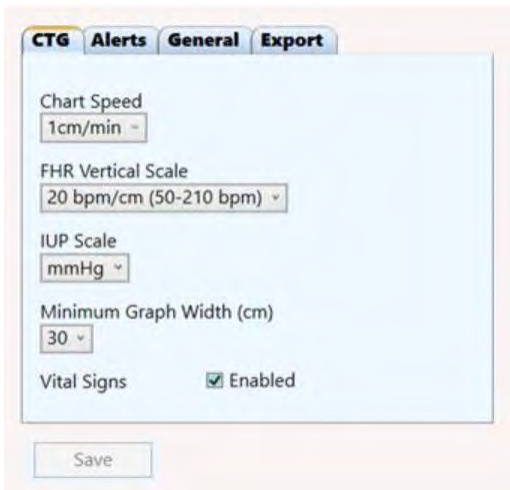 CTG Alerts General Export
Chart Speed
1cm/min
FHR Vertical Scale
20 bpm/cm (50-210 bpm)
IUP Scale
mmHg
Minimum Graph Width (cm)
30
Vital Signs Enabled
Save